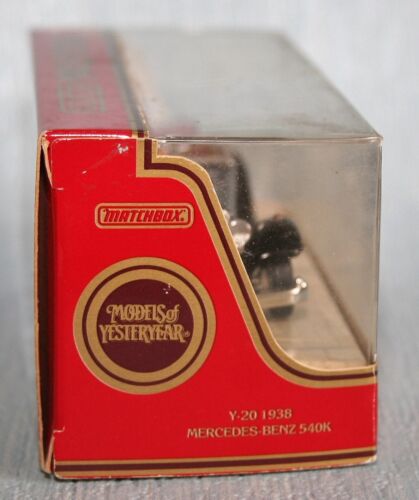 MATCHBOX®
MODELS of
YESTERYEAR®
Y-20 1938
MERCEDES-BENZ 540K